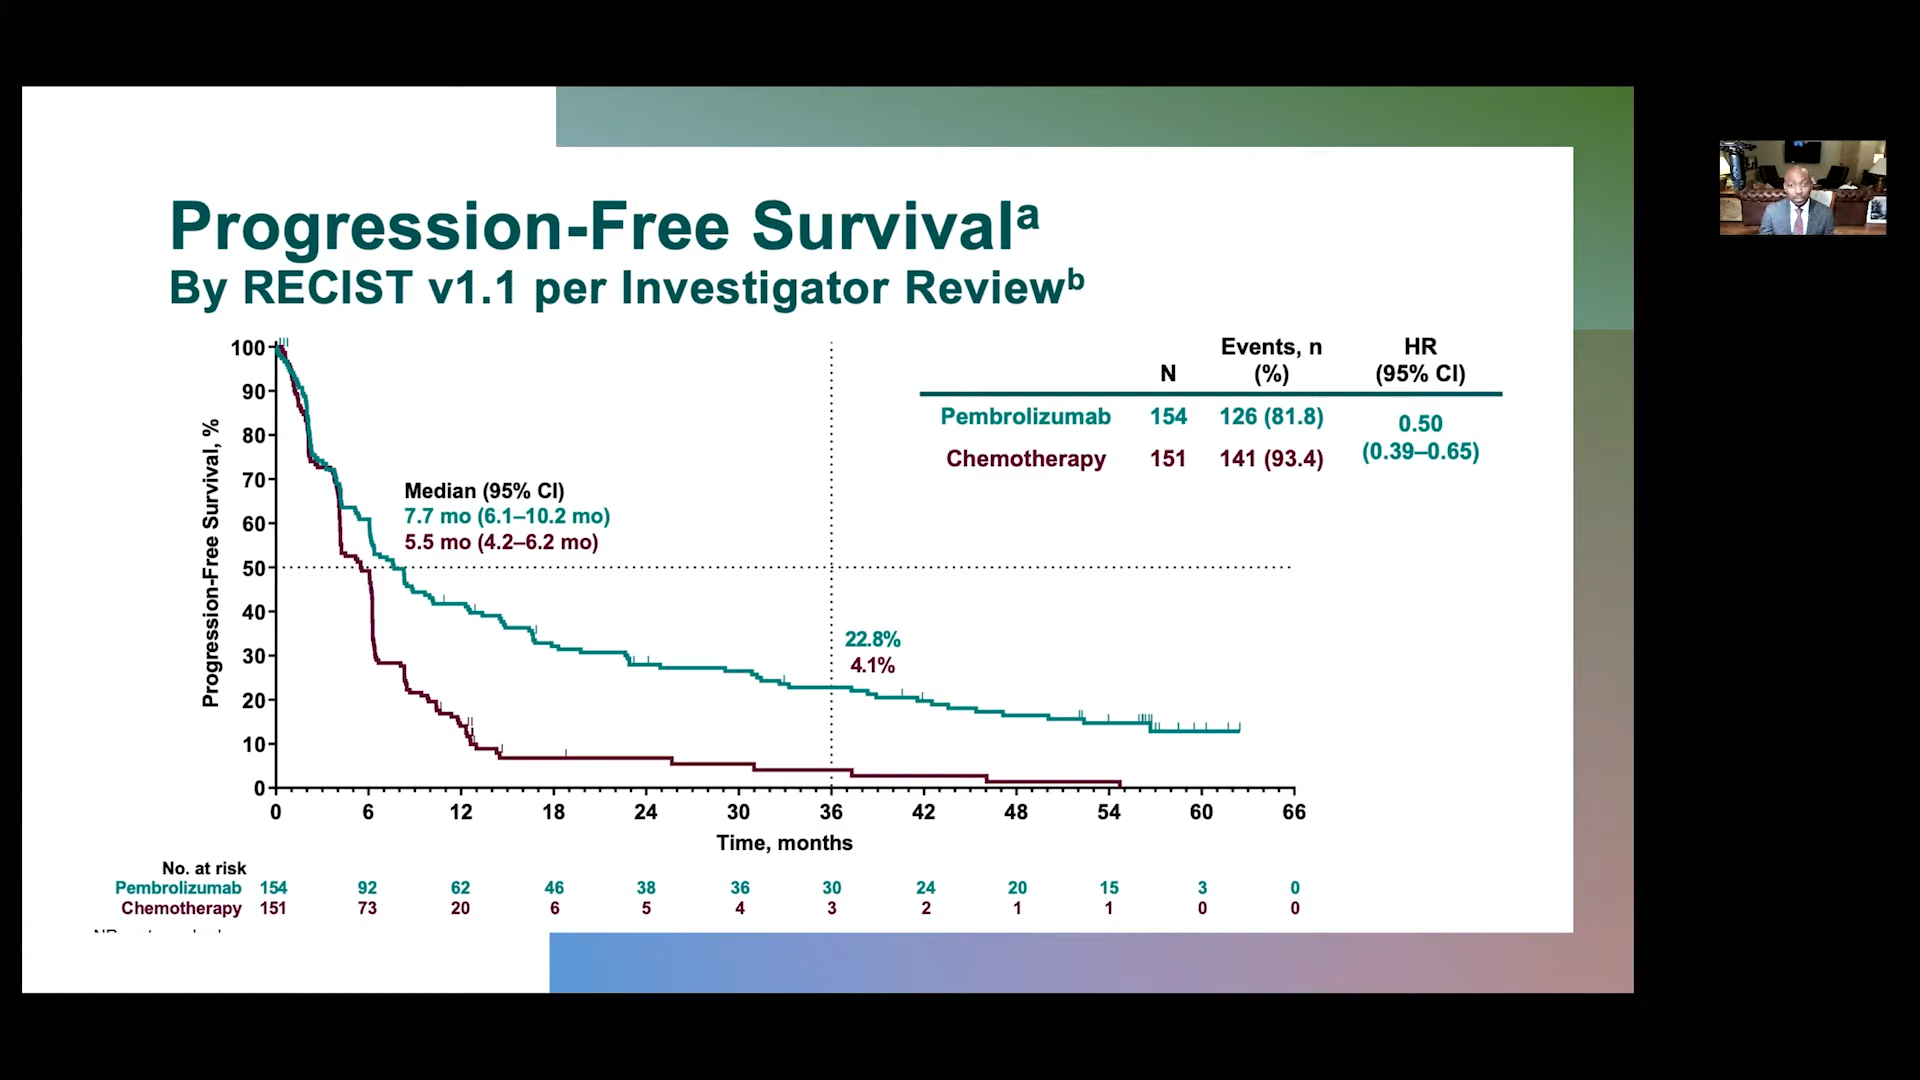 Progression-Free Survivalᵃ
By RECIST v1.1 per Investigator Reviewᵇ
Events, n HR
N (%) (95% CI)
Pembrolizumab 154 126 (81.8) 0.50
(0.39–0.65)
Chemotherapy 151 141 (93.4)
Progression-Free Survival, %
100
90
80
70
60
50
40
30
20
10
0
Median (95% CI)
7.7 mo (6.1–10.2 mo)
5.5 mo (4.2–6.2 mo)
22.8%
4.1%
0 6 12 18 24 30 36 42 48 54 60 66
Time, months
No. at risk
Pembrolizumab 154 92 62 46 38 36 30 24 20 15 3 0
Chemotherapy 151 73 20 6 5 4 3 2 1 1 0 0